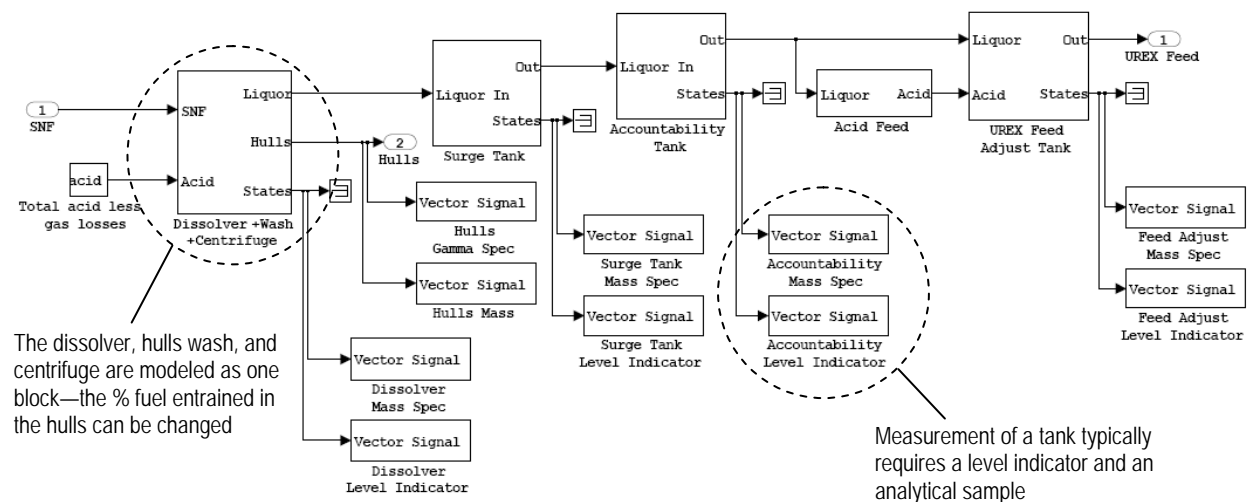 1
SNF
acid
Total acid less
gas losses
SNF
Acid
Liquor
Hulls
States
Dissolver +Wash
+Centrifuge
2
Hulls
Vector Signal
Hulls
Gamma Spec
Vector Signal
Hulls Mass
Vector Signal
Dissolver
Mass Spec
Vector Signal
Dissolver
Level Indicator
Liquor In
Out
States
Surge Tank
Vector Signal
Surge Tank
Mass Spec
Vector Signal
Surge Tank
Level Indicator
Liquor In
Out
States
Accountability
Tank
Vector Signal
Accountability
Mass Spec
Vector Signal
Accountability
Level Indicator
Liquor
Acid
Acid Feed
Liquor
Acid
Out
States
UREX Feed
Adjust Tank
1
UREX Feed
Vector Signal
Feed Adjust
Mass Spec
Vector Signal
Feed Adjust
Level Indicator
The dissolver, hulls wash, and
centrifuge are modeled as one
block—the % fuel entrained in
the hulls can be changed
Measurement of a tank typically
requires a level indicator and an
analytical sample